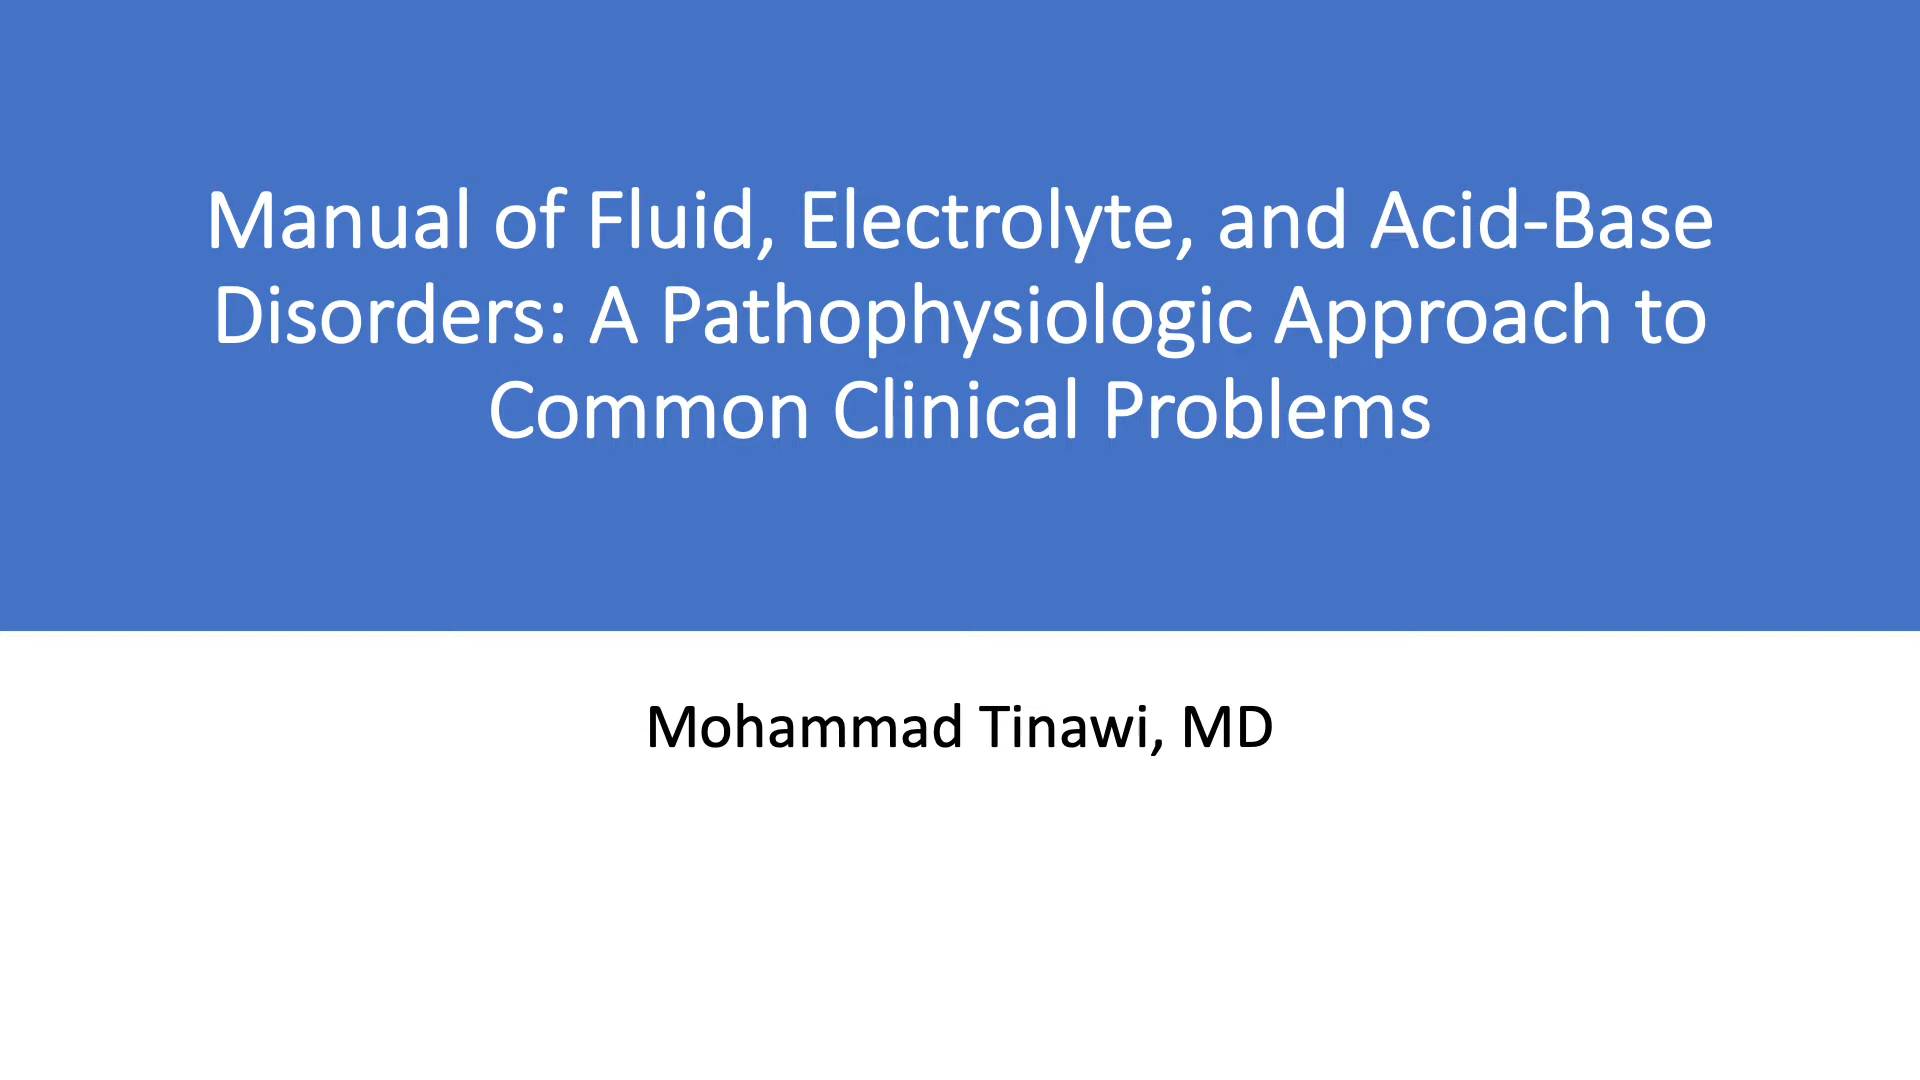 Manual of Fluid, Electrolyte, and Acid-Base
Disorders: A Pathophysiologic Approach to
Common Clinical Problems
Mohammad Tinawi, MD